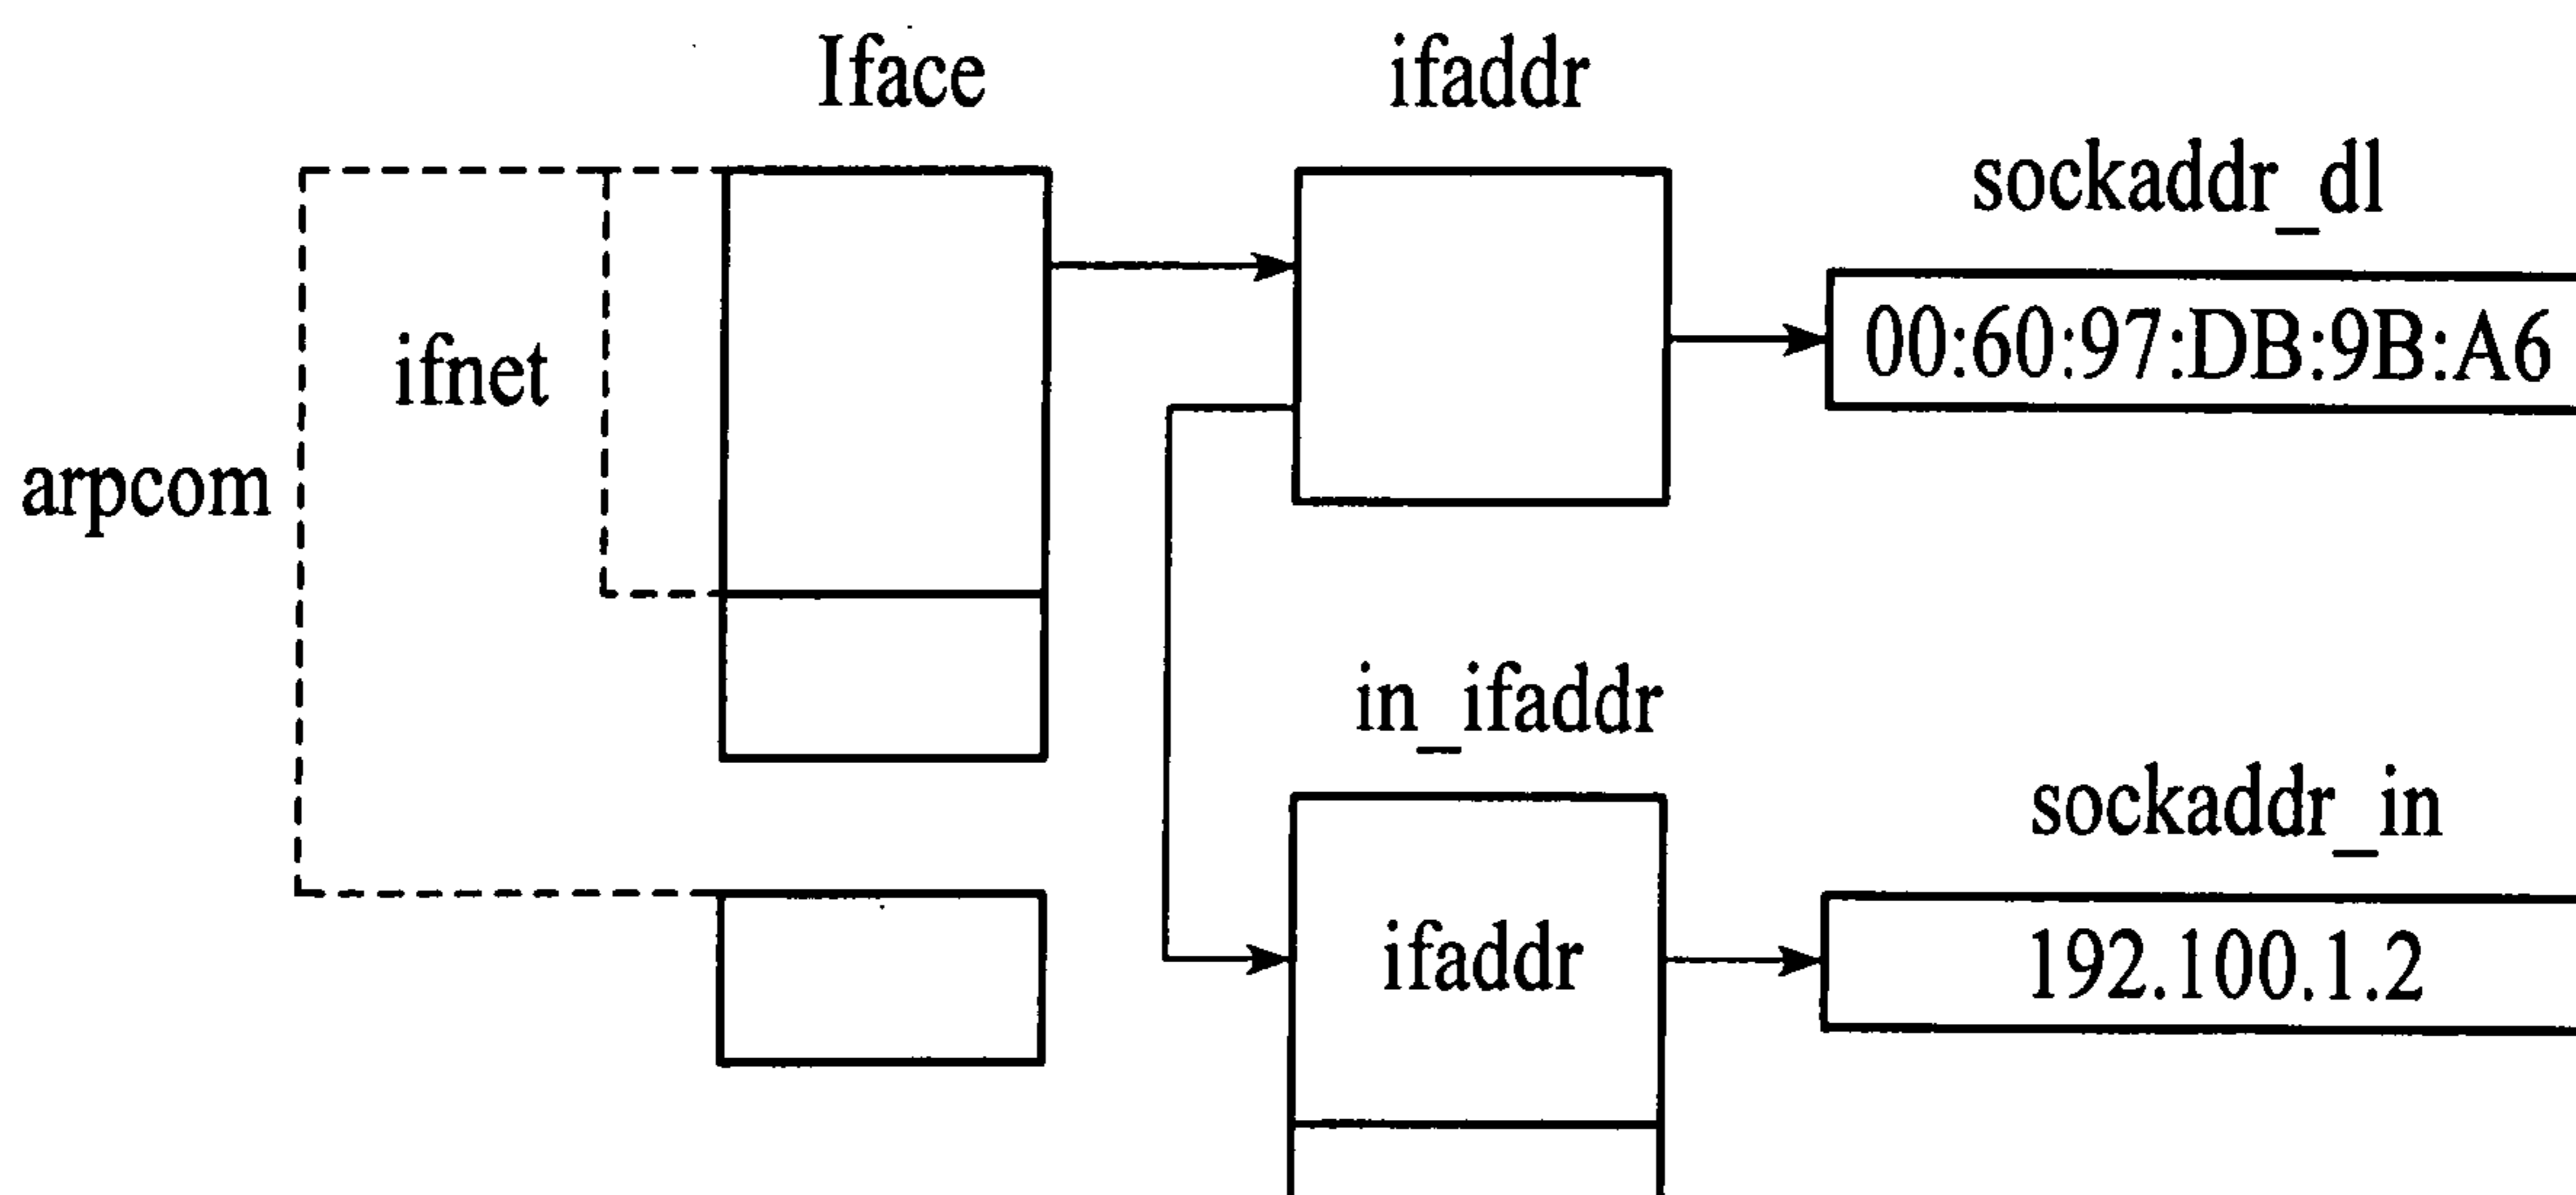 Iface
ifaddr
sockaddr_dl
00:60:97:DB:9B:A6
ifnet
arpcom
in_ifaddr
sockaddr_in
ifaddr
192.100.1.2